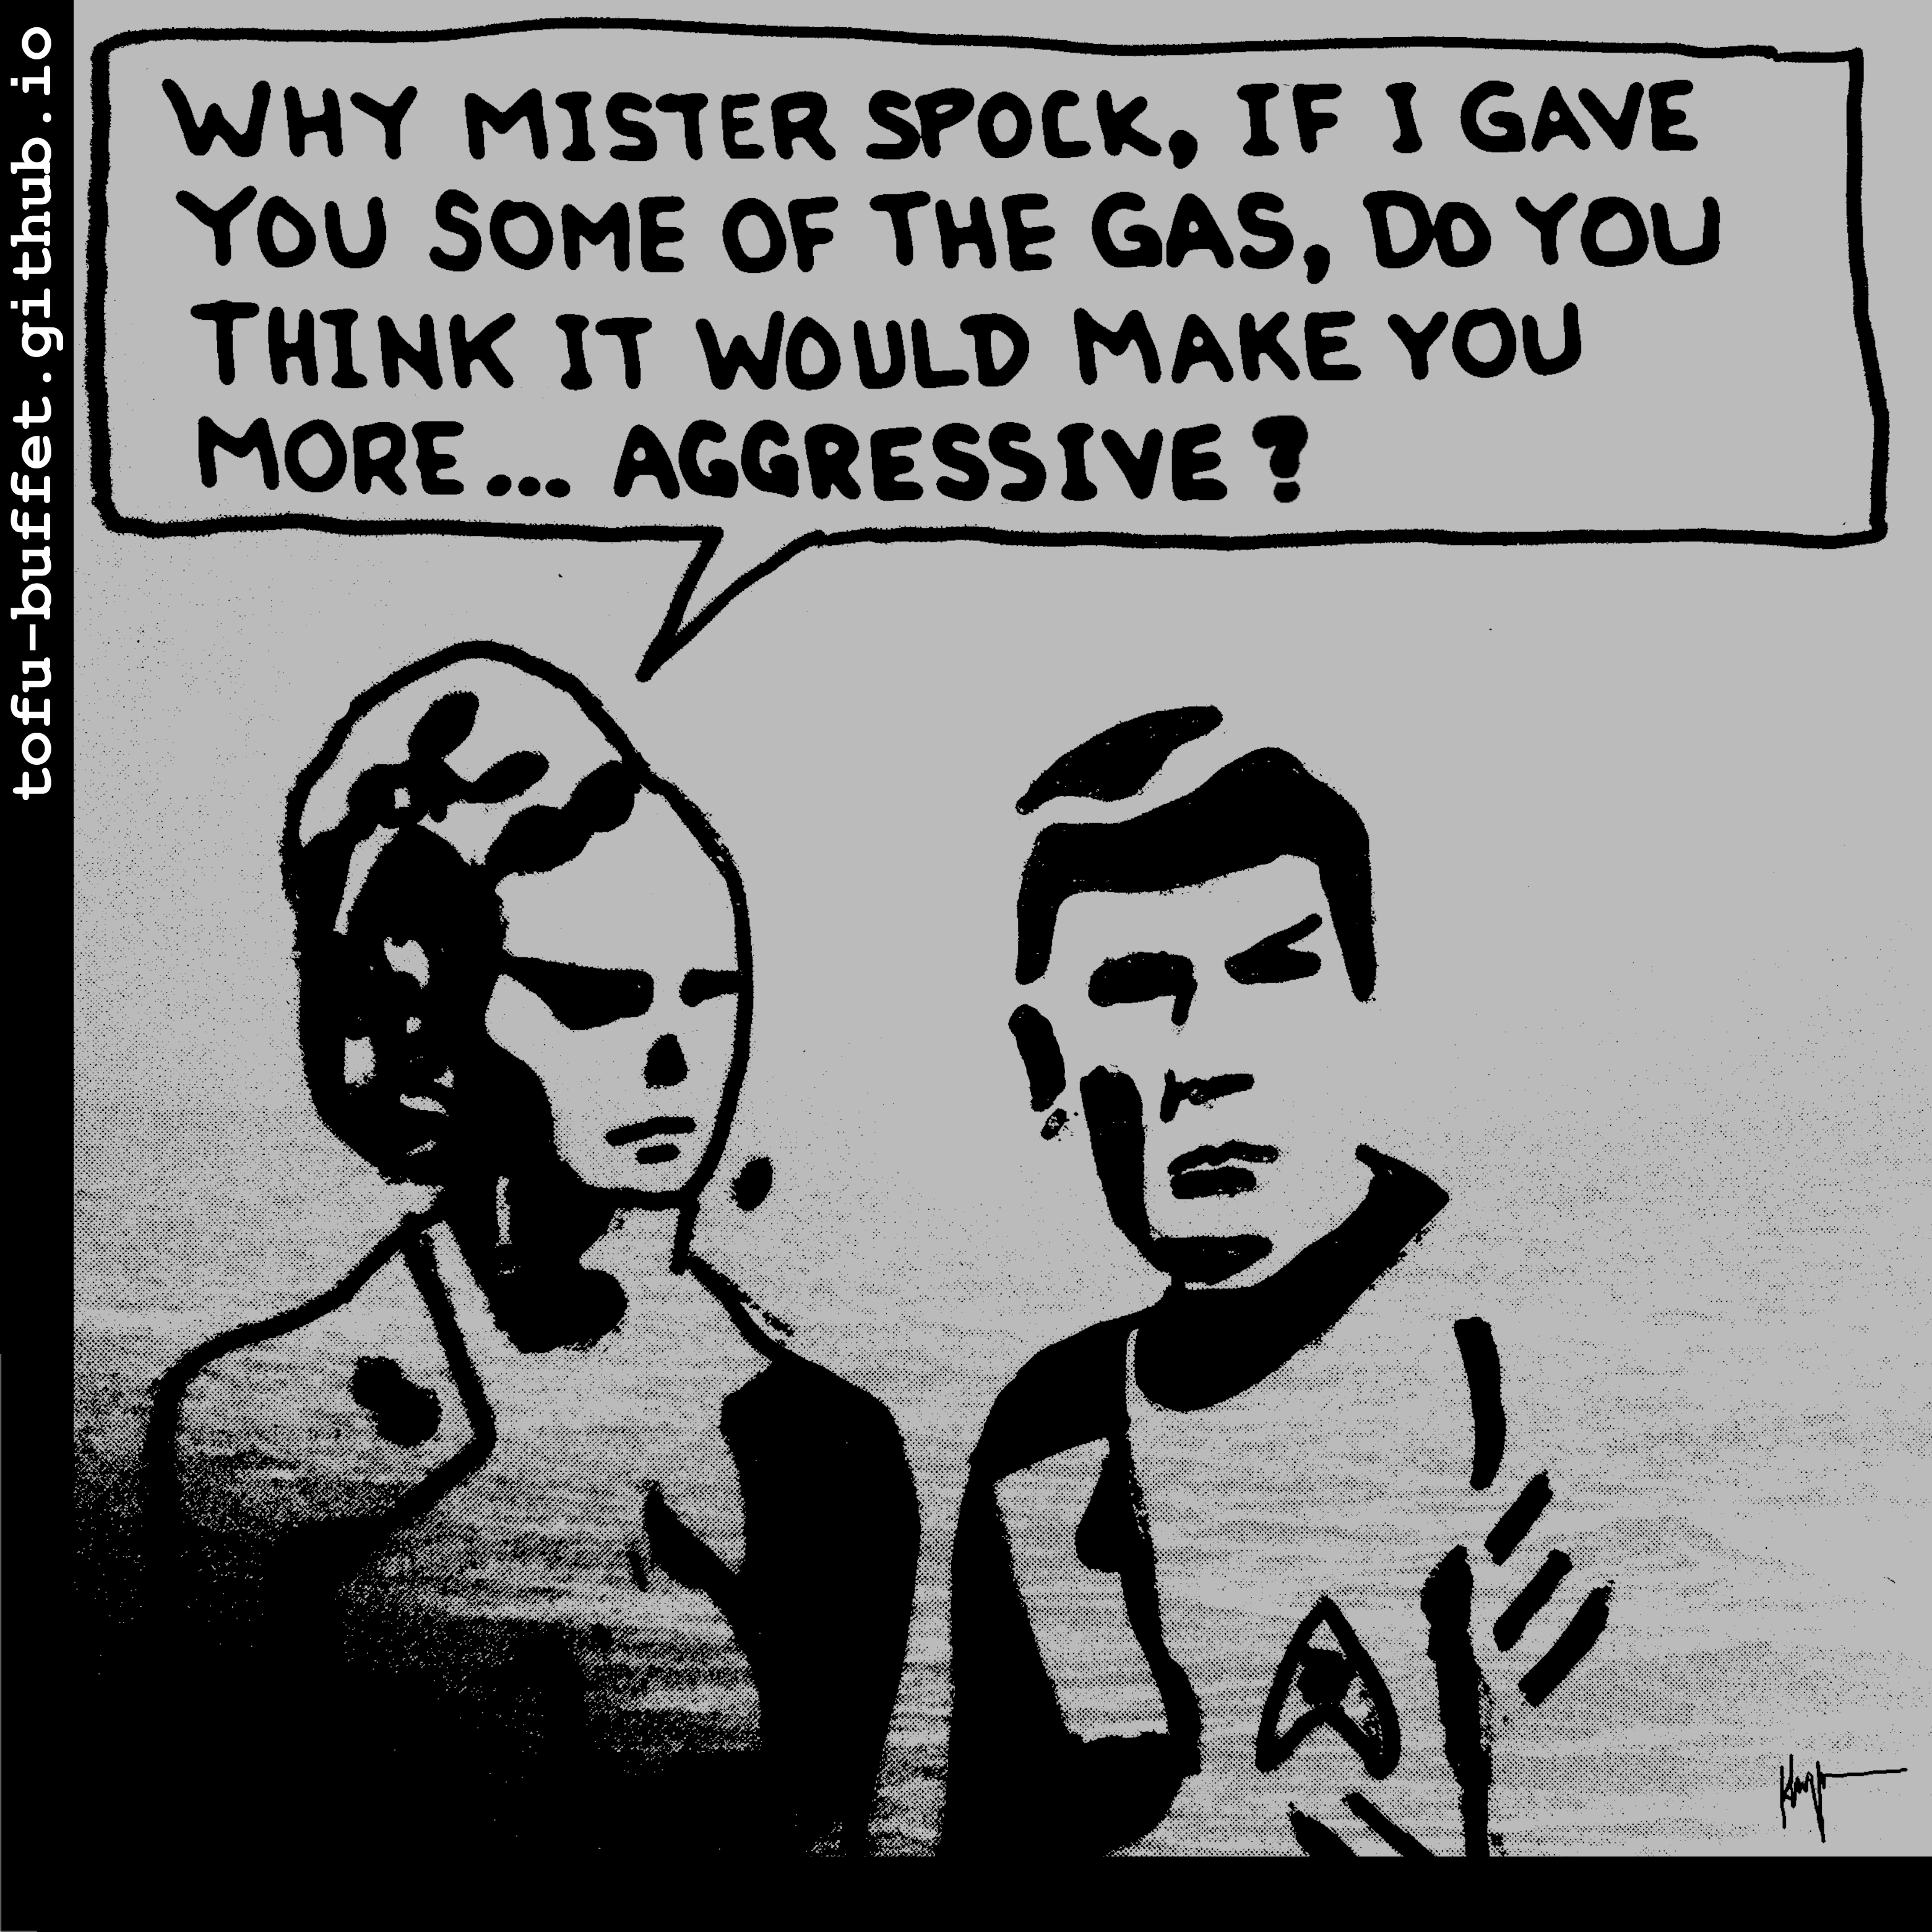 WHY MISTER SPOCK, IF I GAVE
YOU SOME OF THE GAS, DO YOU
THINK IT WOULD MAKE YOU
MORE... AGGRESSIVE?
tofu-buffet.github.io